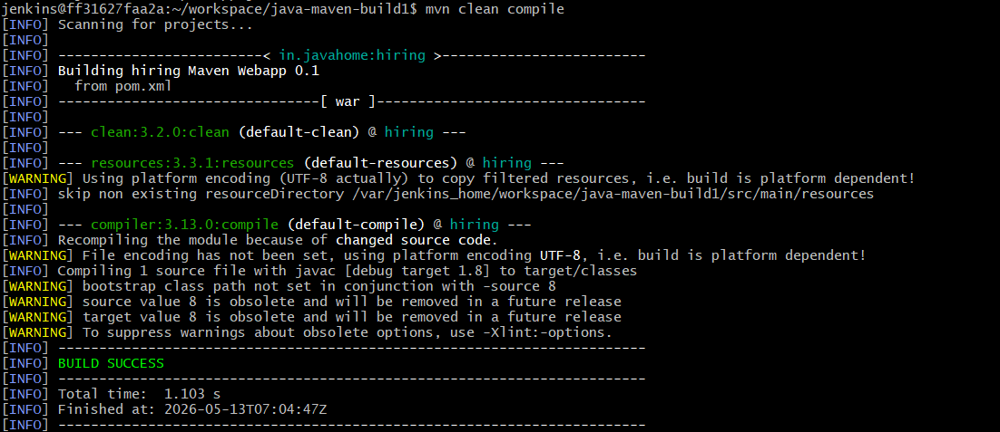 jenkins@ff31627faa2a:~/workspace/java-maven-build1$ mvn clean compile
[INFO] Scanning for projects...
[INFO]
[INFO] -------------------------< in.javahome:hiring >-------------------------
[INFO] Building hiring Maven Webapp 0.1
[INFO]   from pom.xml
[INFO] --------------------------------[ war ]---------------------------------
[INFO]
[INFO] --- clean:3.2.0:clean (default-clean) @ hiring ---
[INFO]
[INFO] --- resources:3.3.1:resources (default-resources) @ hiring ---
[WARNING] Using platform encoding (UTF-8 actually) to copy filtered resources, i.e. build is platform dependent!
[INFO] skip non existing resourceDirectory /var/jenkins_home/workspace/java-maven-build1/src/main/resources
[INFO]
[INFO] --- compiler:3.13.0:compile (default-compile) @ hiring ---
[INFO] Recompiling the module because of changed source code.
[WARNING] File encoding has not been set, using platform encoding UTF-8, i.e. build is platform dependent!
[INFO] Compiling 1 source file with javac [debug target 1.8] to target/classes
[WARNING] bootstrap class path not set in conjunction with -source 8
[WARNING] source value 8 is obsolete and will be removed in a future release
[WARNING] target value 8 is obsolete and will be removed in a future release
[WARNING] To suppress warnings about obsolete options, use -Xlint:-options.
[INFO] ------------------------------------------------------------------------
[INFO] BUILD SUCCESS
[INFO] ------------------------------------------------------------------------
[INFO] Total time:  1.103 s
[INFO] Finished at: 2026-05-13T07:04:47Z
[INFO] ------------------------------------------------------------------------